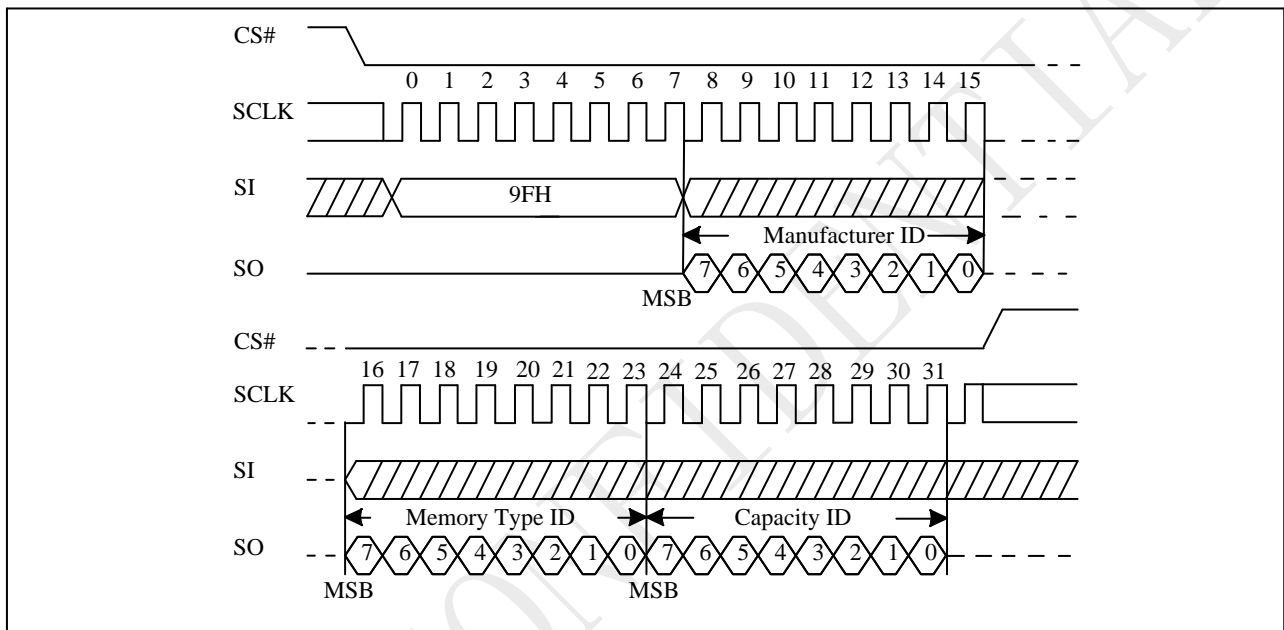 CS#
0 1 2 3 4 5 6 7 8 9 10 11 12 13 14 15
SCLK
SI
9FH
Manufacturer ID
SO
7 6 5 4 3 2 1 0
MSB
CS#
16 17 18 19 20 21 22 23 24 25 26 27 28 29 30 31
SCLK
SI
Memory Type ID Capacity ID
SO
7 6 5 4 3 2 1 0 7 6 5 4 3 2 1 0
MSB MSB